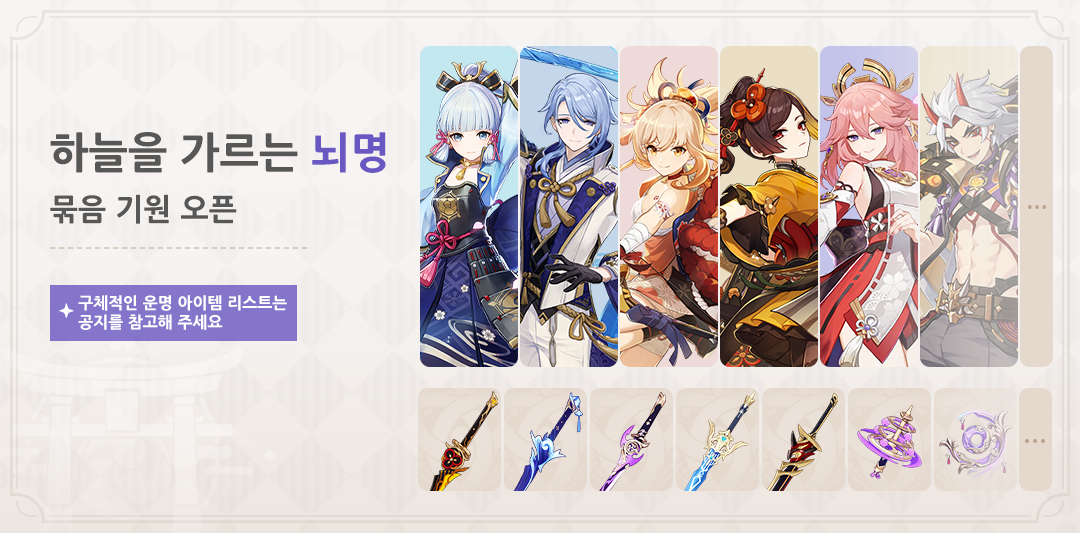 하늘을 가르는 뇌명
묶음 기원 오픈
구체적인 운명 아이템 리스트는
공지를 참고해 주세요